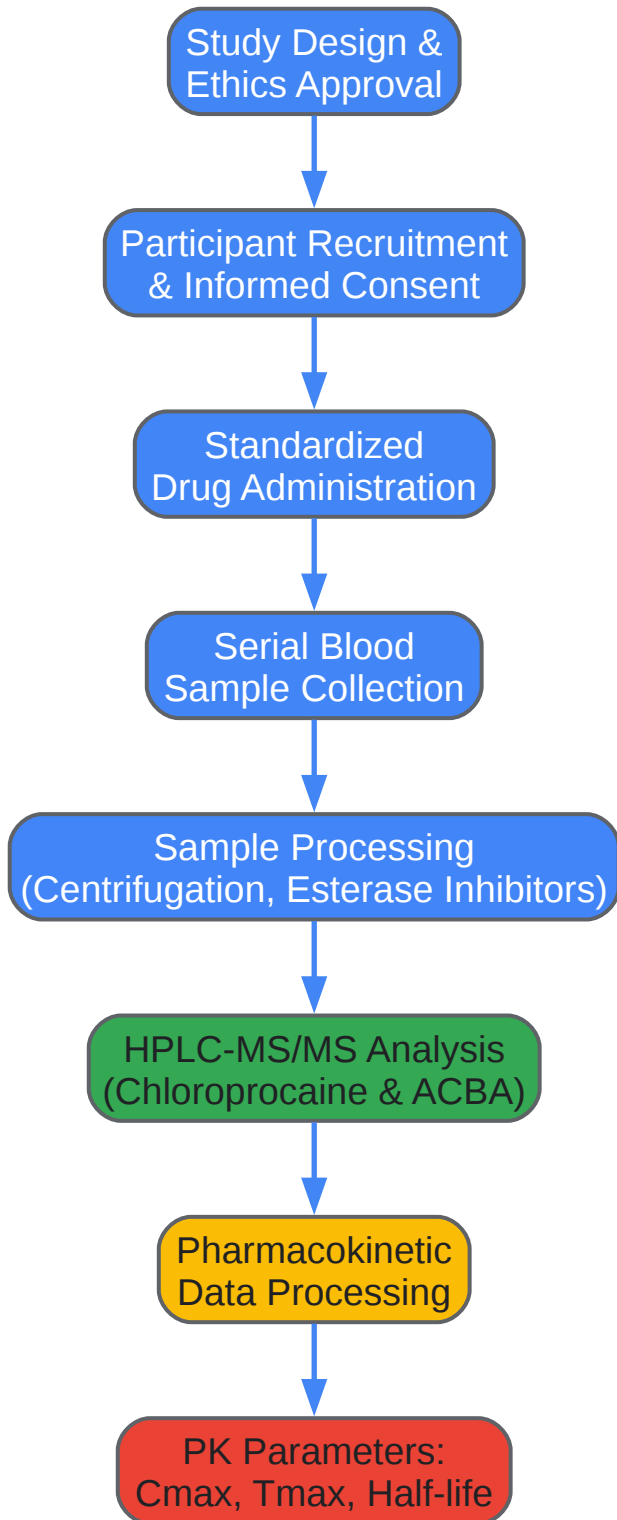 Study Design &
Ethics Approval
Participant Recruitment
& Informed Consent
Standardized
Drug Administration
Serial Blood
Sample Collection
Sample Processing
(Centrifugation, Esterase Inhibitors)
HPLC-MS/MS Analysis
(Chloroprocaine & ACBA)
Pharmacokinetic
Data Processing
PK Parameters:
Cmax, Tmax, Half-life